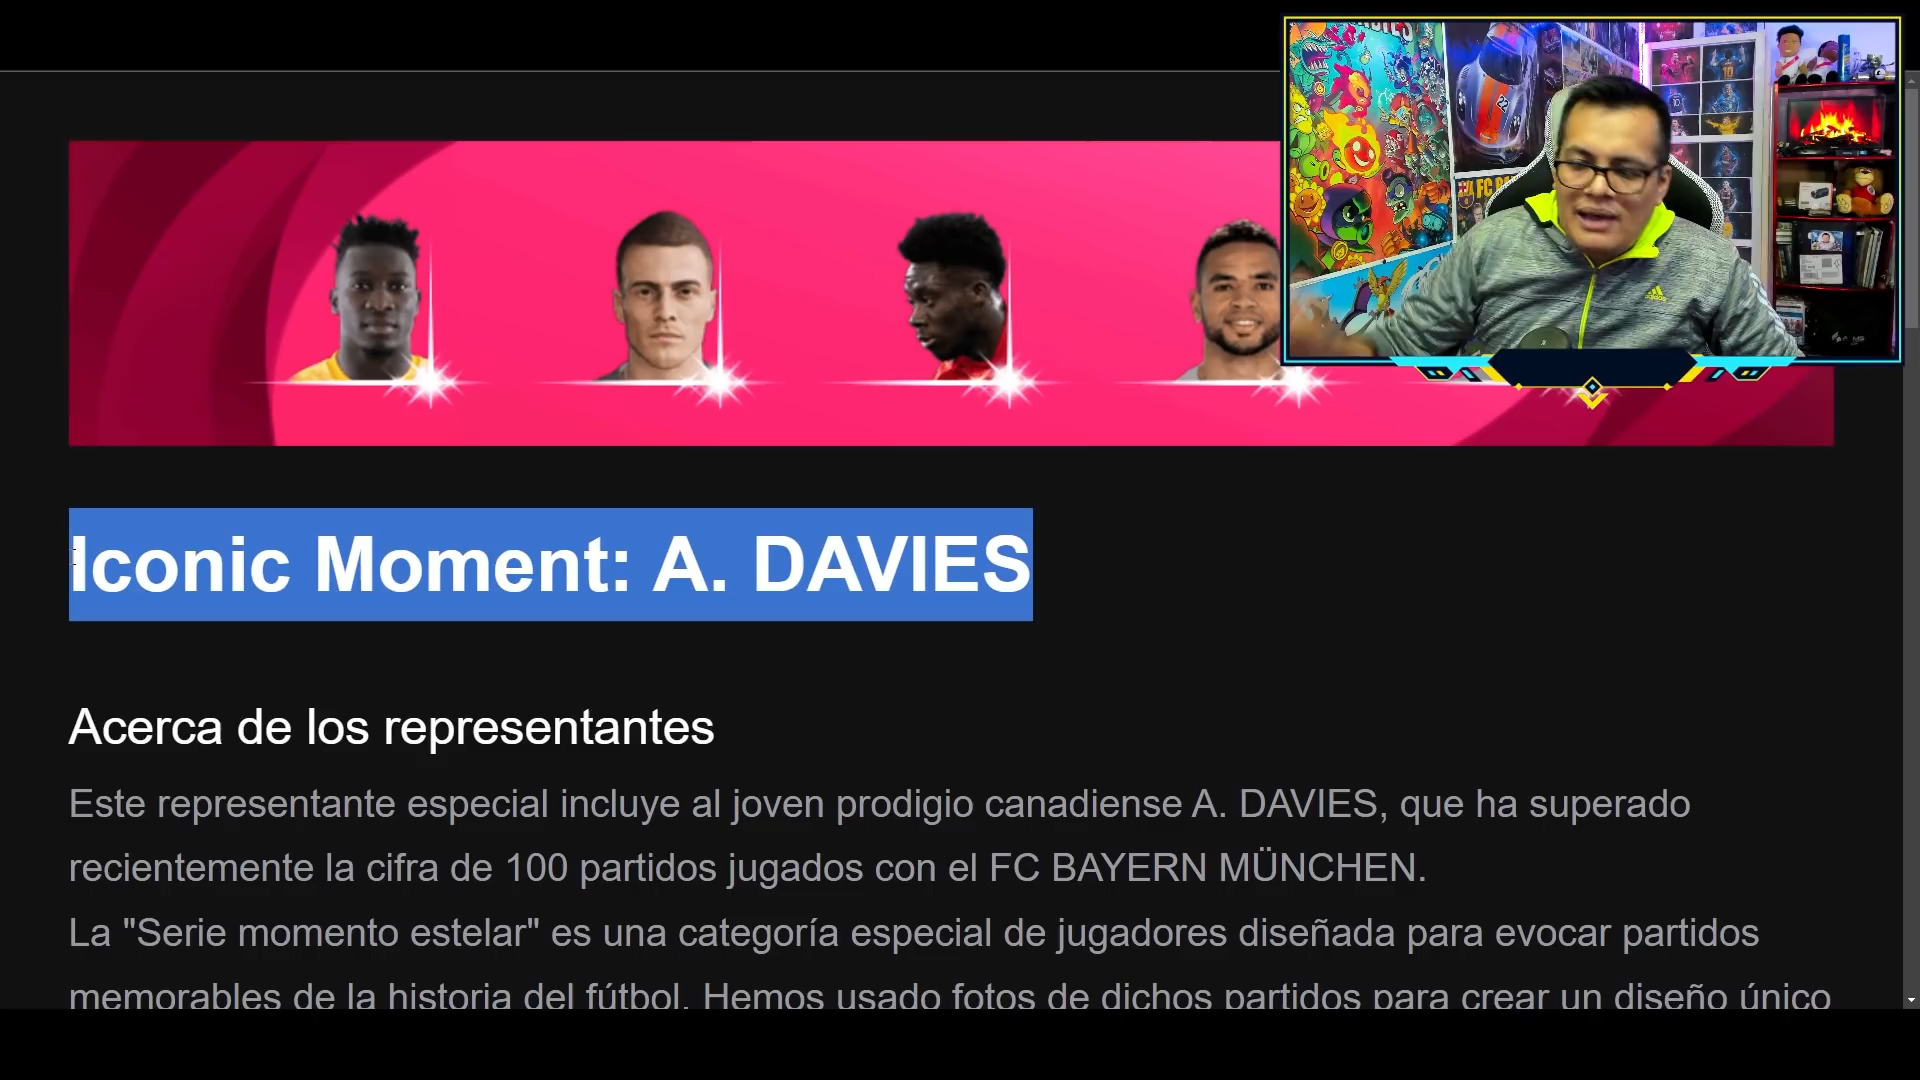 Iconic Moment: A. DAVIES
Acerca de los representantes
Este representante especial incluye al joven prodigio canadiense A. DAVIES, que ha superado
recientemente la cifra de 100 partidos jugados con el FC BAYERN MÜNCHEN.
La "Serie momento estelar" es una categoría especial de jugadores diseñada para evocar partidos
memorables de la historia del fútbol. Hemos usado fotos de dichos partidos para crear un diseño único
22
10
adidas